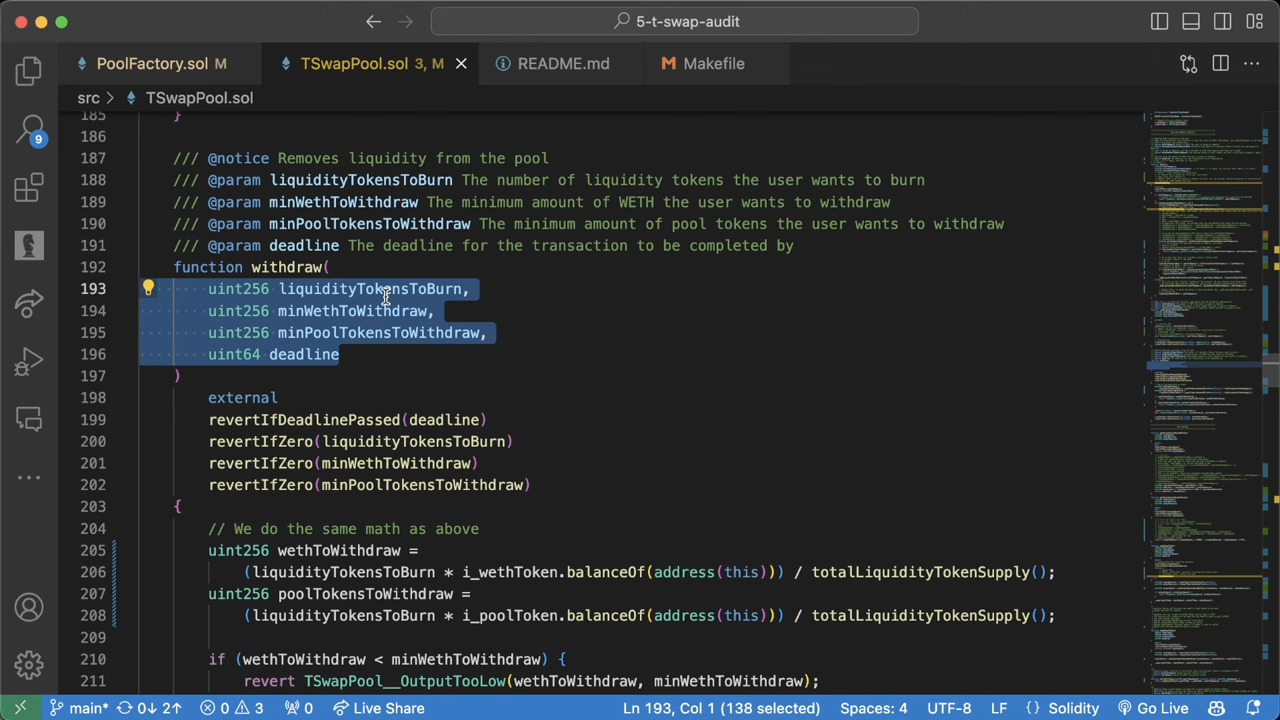 5-t-swap-audit
PoolFactory.sol M
TSwapPool.sol 3, M
README.md
Makefile
src > TSwapPool.sol
185 }
186
187 /// @notice Removes liquidity from the pool
188 /// @param liquidityTokensToBurn The number of liquidity tokens the user wants to burn
189 /// @param minWethToWithdraw The minimum amount of WETH the user wants to withdraw
190 /// @param minPoolTokensToWithdraw The minimum amount of pool tokens the user wants to withdraw
191 /// @param deadline The deadline for the transaction to be completed by
192 function withdraw(
193 uint256 liquidityTokensToBurn,
194 uint256 minWethToWithdraw,
195 uint256 minPoolTokensToWithdraw,
196 uint64 deadline
197 )
198 external
199 revertIfDeadlinePassed(deadline)
200 revertIfZero(liquidityTokensToBurn)
201 revertIfZero(minWethToWithdraw)
202 revertIfZero(minPoolTokensToWithdraw)
203 {
204 // We do the same math as above
205 uint256 wethToWithdraw =
206 (liquidityTokensToBurn * i_wethToken.balanceOf(address(this))) / totalLiquidityTokenSupply();
207 uint256 poolTokensToWithdraw =
208 (liquidityTokensToBurn * i_poolToken.balanceOf(address(this))) / totalLiquidityTokenSupply();
209
210 if (wethToWithdraw < minWethToWithdraw) {
211 revert TSwapPool__OutputTooLow(wethToWithdraw, minWethToWithdraw);
9
main* 0↓ 2↑
3
Live Share
Ln 193, Col 1
Spaces: 4
UTF-8
LF
{} Solidity
Go Live